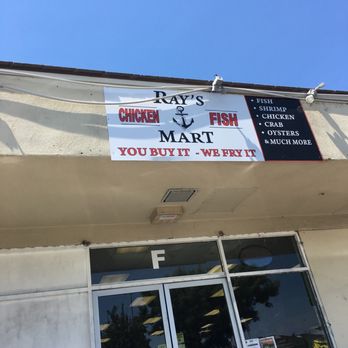 RAY'S
CHICKEN FISH
MART
YOU BUY IT - WE FRY IT
• FISH
• SHRIMP
• CHICKEN
• CRAB
• OYSTERS
& MUCH MORE
F